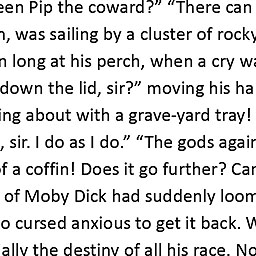 een Pip the coward?” “There can
n, was sailing by a cluster of rocky
n long at his perch, when a cry wa
down the lid, sir?” moving his ha
ing about with a grave-yard tray!
, sir. I do as I do.” “The gods again
of a coffin! Does it go further? Car
of Moby Dick had suddenly loom
o cursed anxious to get it back. W
ally the destiny of all his race. No